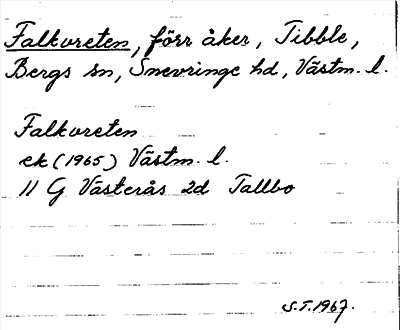 Falkvreten, förr åker, Tibble,
Bergs sn, Snevringe hd, Västm. l.
Falkvreten
ek (1965) Västm. l.
11 G Västerås 2d Tallbo
S.T. 1967.